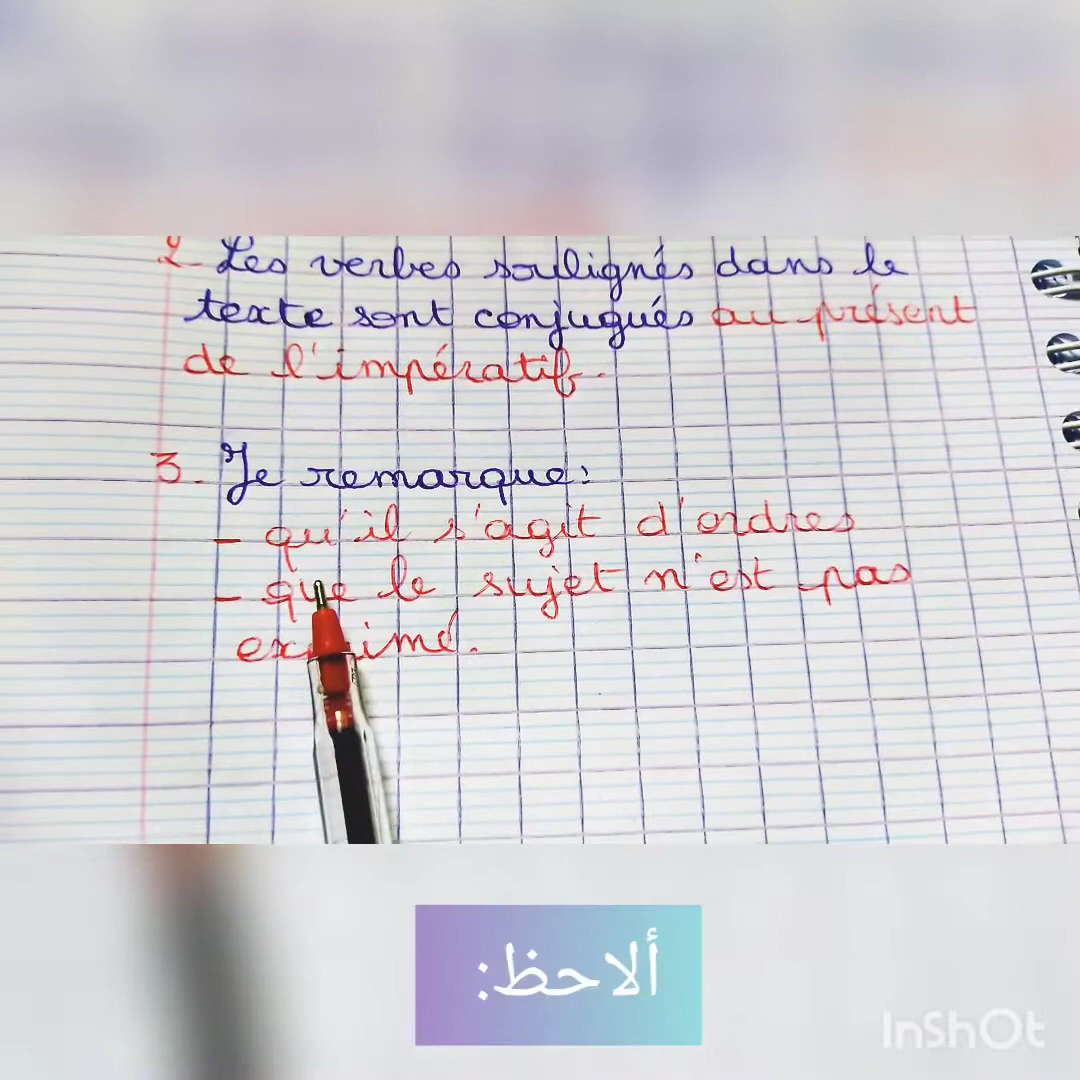 2- Les verbes soulignés dans le
texte sont conjugués au présent
de l'impératif.
3. Je remarque:
- qu'il s'agit d'ordres
- que le sujet n'est pas
exprimé.
ألاحظ:
InShOt